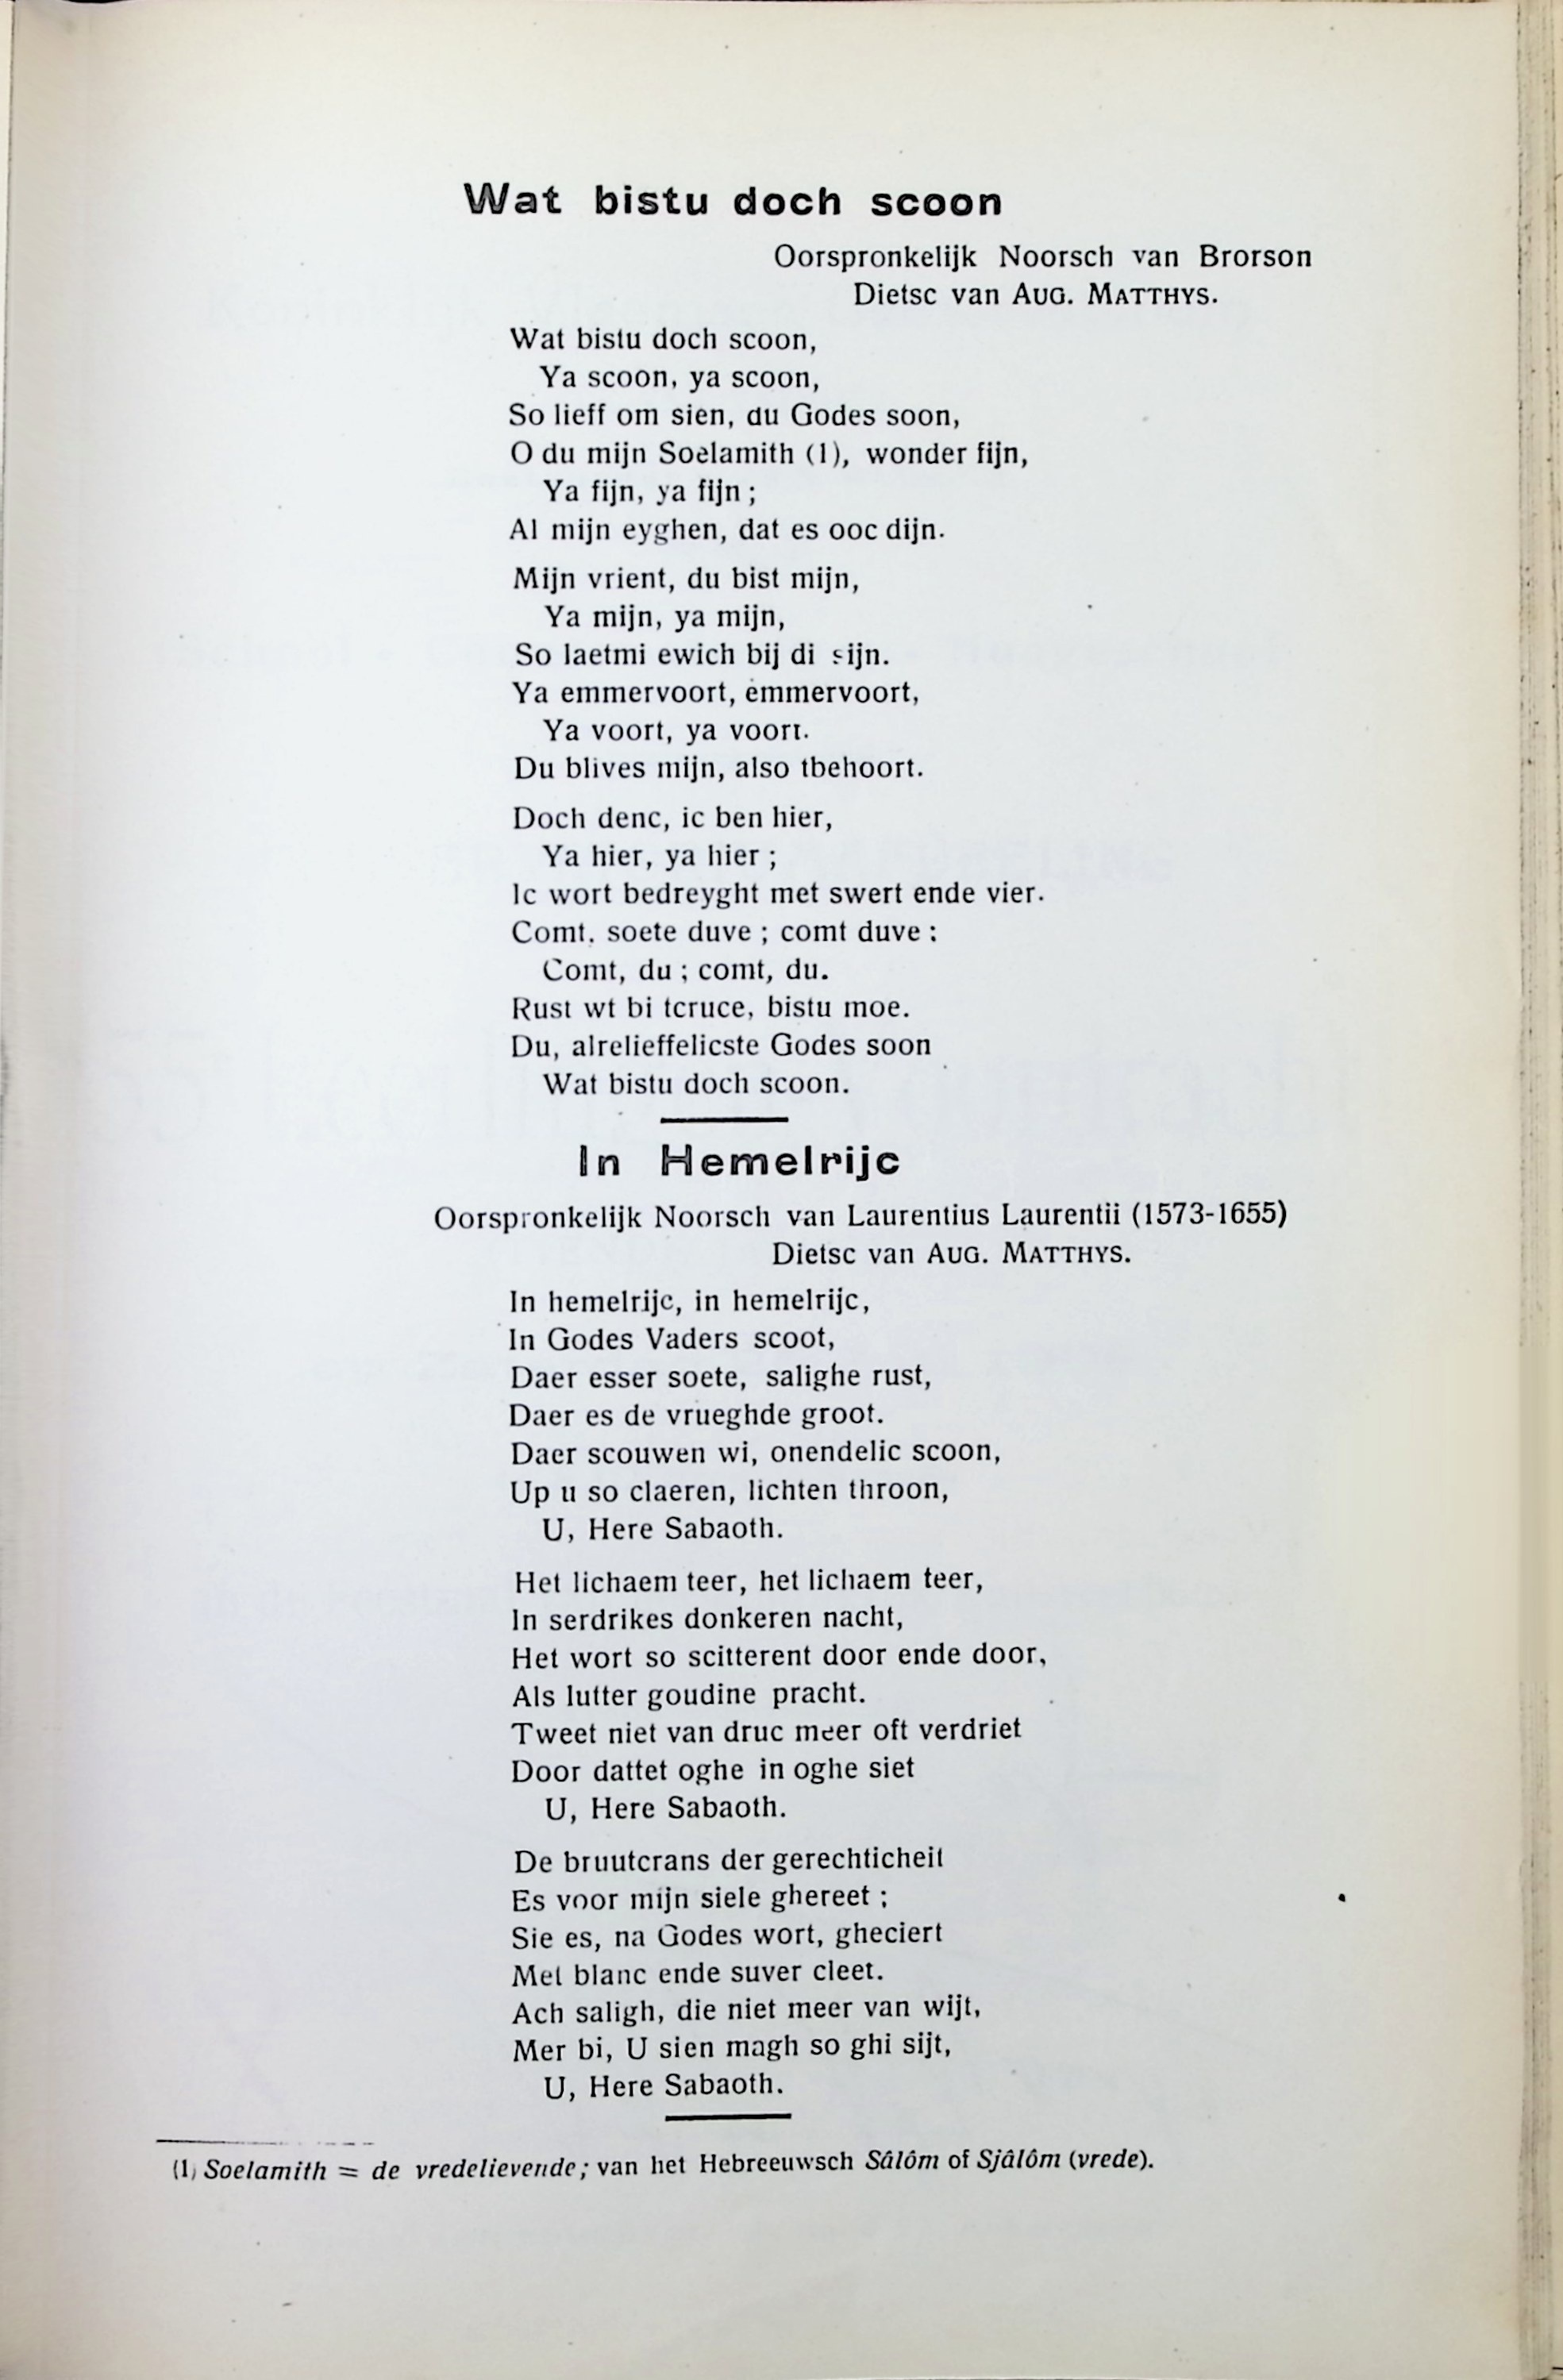 Wat bistu doch scoon
Oorspronkelijk Noorsch van Brorson
Dietsc van AUG. MATTHYS.
Wat bistu doch scoon,
Ya scoon, ya scoon,
So lieff om sien, du Godes soon,
O du mijn Soelamith (1), wonder fijn,
Ya fijn, ya fijn ;
Al mijn eyghen, dat es ooc dijn.
Mijn vrient, du bist mijn,
Ya mijn, ya mijn,
So laetmi ewich bij di sijn.
Ya emmervoort, emmervoort,
Ya voort, ya voort.
Du blives mijn, also tbehoort.
Doch denc, ic ben hier,
Ya hier, ya hier ;
Ic wort bedreyght met swert ende vier.
Comt, soete duve ; comt duve :
Comt, du ; comt, du.
Rust wt bi tcruce, bistu moe.
Du, alrelieffelicste Godes soon
Wat bistu doch scoon.
In Hemelrijc
Oorspronkelijk Noorsch van Laurentius Laurentii (1573-1655)
Dietsc van AUG. MATTHYS.
In hemelrijc, in hemelrijc,
In Godes Vaders scoot,
Daer esser soete, salighe rust,
Daer es de vrueghde groot.
Daer scouwen wi, onendelic scoon,
Up u so claeren, lichten throon,
U, Here Sabaoth.
Het lichaem teer, het lichaem teer,
In serdrikes donkeren nacht,
Het wort so scitterent door ende door,
Als lutter goudine pracht.
Tweet niet van druc meer oft verdriet
Door dattet oghe in oghe siet
U, Here Sabaoth.
De bruutcrans der gerechticheit
Es voor mijn siele ghereet ;
Sie es, na Godes wort, gheciert
Met blanc ende suver cleet.
Ach saligh, die niet meer van wijt,
Mer bi, U sien magh so ghi sijt,
U, Here Sabaoth.
(1) Soelamith = de vredelievende ; van het Hebreeuwsch Sâlôm of Sjâlôm (vrede).